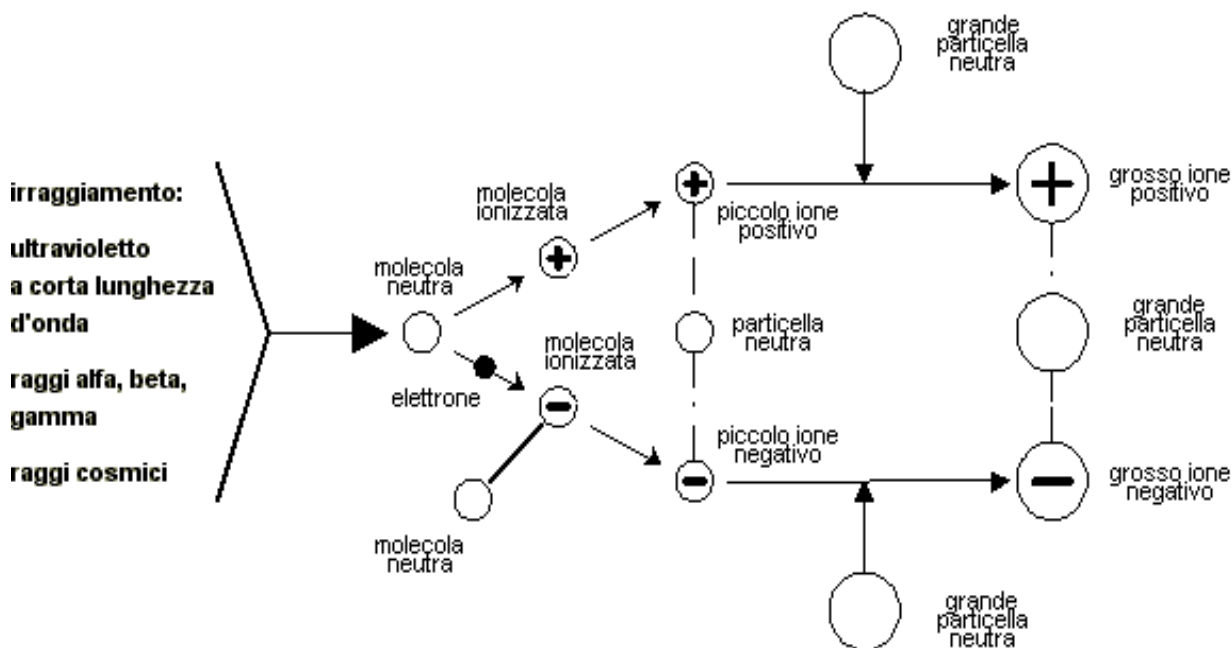 irraggiamento:
ultravioletto
a corta lunghezza
d'onda
raggi alfa, beta,
gamma
raggi cosmici
molecola
neutra
elettrone
molecola
neutra
molecola
ionizzata
molecola
ionizzata
piccolo ione
positivo
particella
neutra
piccolo ione
negativo
grande
particella
neutra
grande
particella
neutra
grosso ione
positivo
grande
particella
neutra
grosso ione
negativo